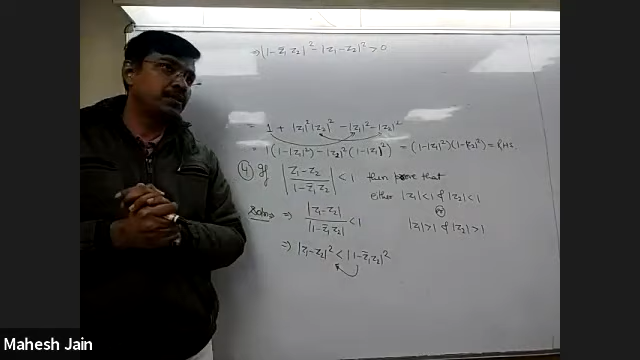 ⇒ |1-z̄₁z₂|² - |z₁-z₂|² > 0
= 1 + |z₁|²|z₂|² - |z₁|² - |z₂|²
= 1(1-|z₁|²) - |z₂|²(1-|z₁|²) = (1-|z₁|²)(1-|z₂|²) = RHS.
④ If |(z₁-z₂)/(1-z̄₁z₂)| < 1 then prove that
either |z₁|<1 & |z₂|<1
or
|z₁|>1 & |z₂|>1
Soln ⇒ |z₁-z₂|/|1-z̄₁z₂| < 1
⇒ |z₁-z₂|² < |1-z̄₁z₂|²
Mahesh Jain